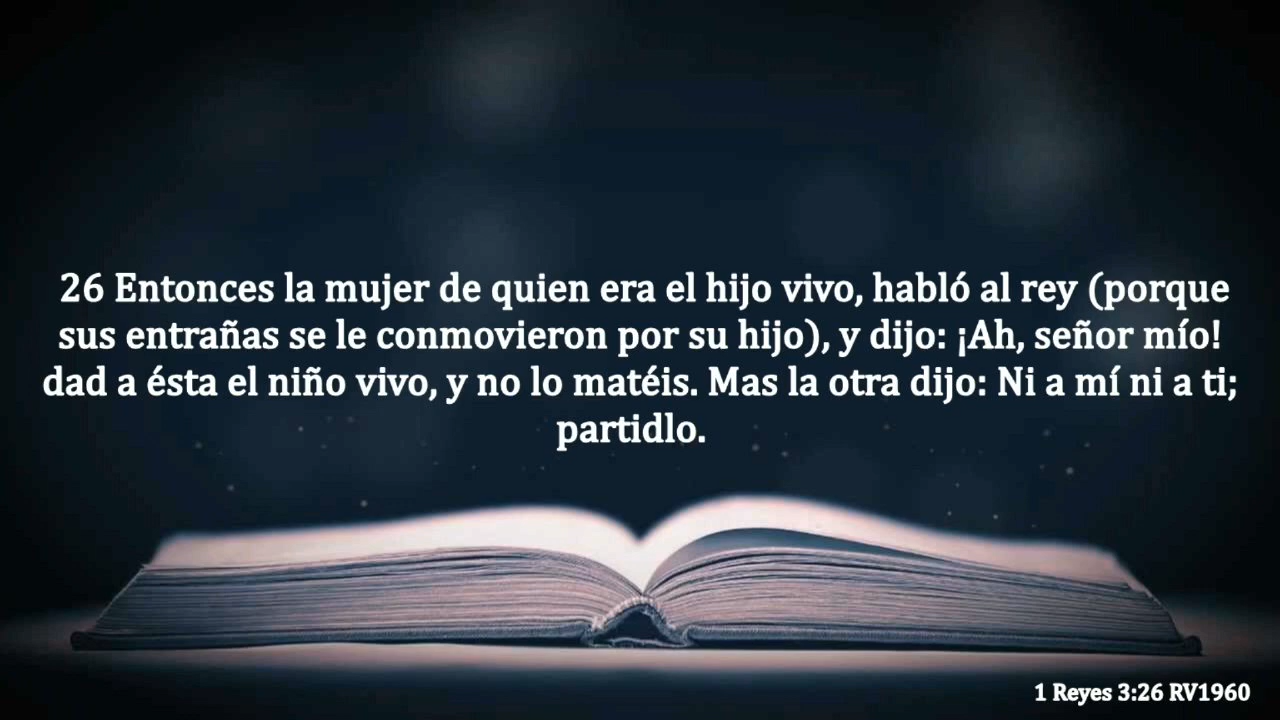 26 Entonces la mujer de quien era el hijo vivo, habló al rey (porque
sus entrañas se le conmovieron por su hijo), y dijo: ¡Ah, señor mío!
dad a ésta el niño vivo, y no lo matéis. Mas la otra dijo: Ni a mí ni a ti;
partidlo.
1 Reyes 3:26 RV1960